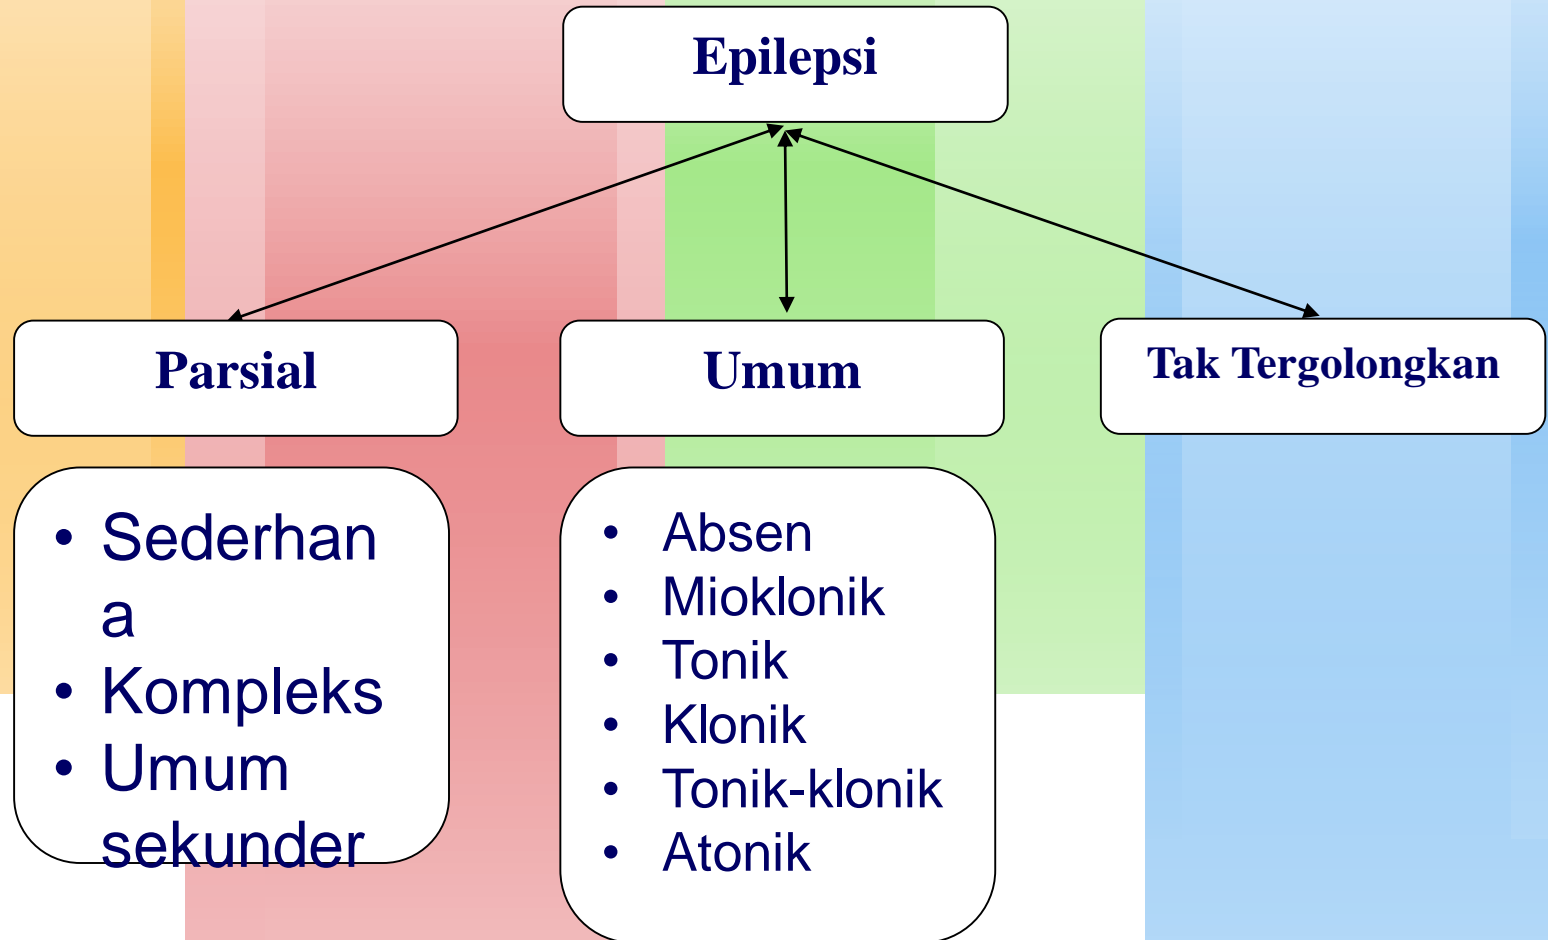 Epilepsi
Parsial
Umum
Tak Tergolongkan
• Sederhan
a
• Kompleks
• Umum
sekunder
• Absen
• Mioklonik
• Tonik
• Klonik
• Tonik-klonik
• Atonik